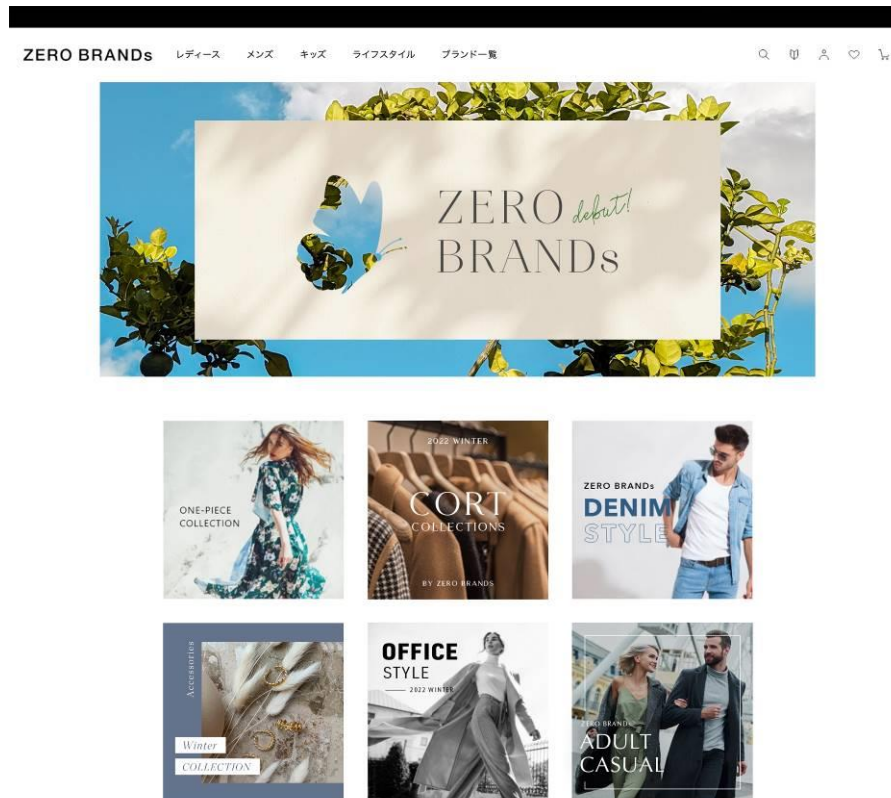 ZERO BRANDs
レディース
メンズ
キッズ
ライフスタイル
ブランド一覧
ZERO debut!
BRANDs
ONE-PIECE
COLLECTION
2022 WINTER
CORT
COLLECTIONS
BY ZERO BRANDS
ZERO BRANDs
DENIM
STYLE
Accessories
Winter
COLLECTION
OFFICE
STYLE
2022 WINTER
ZERO BRANDs
ADULT
CASUAL